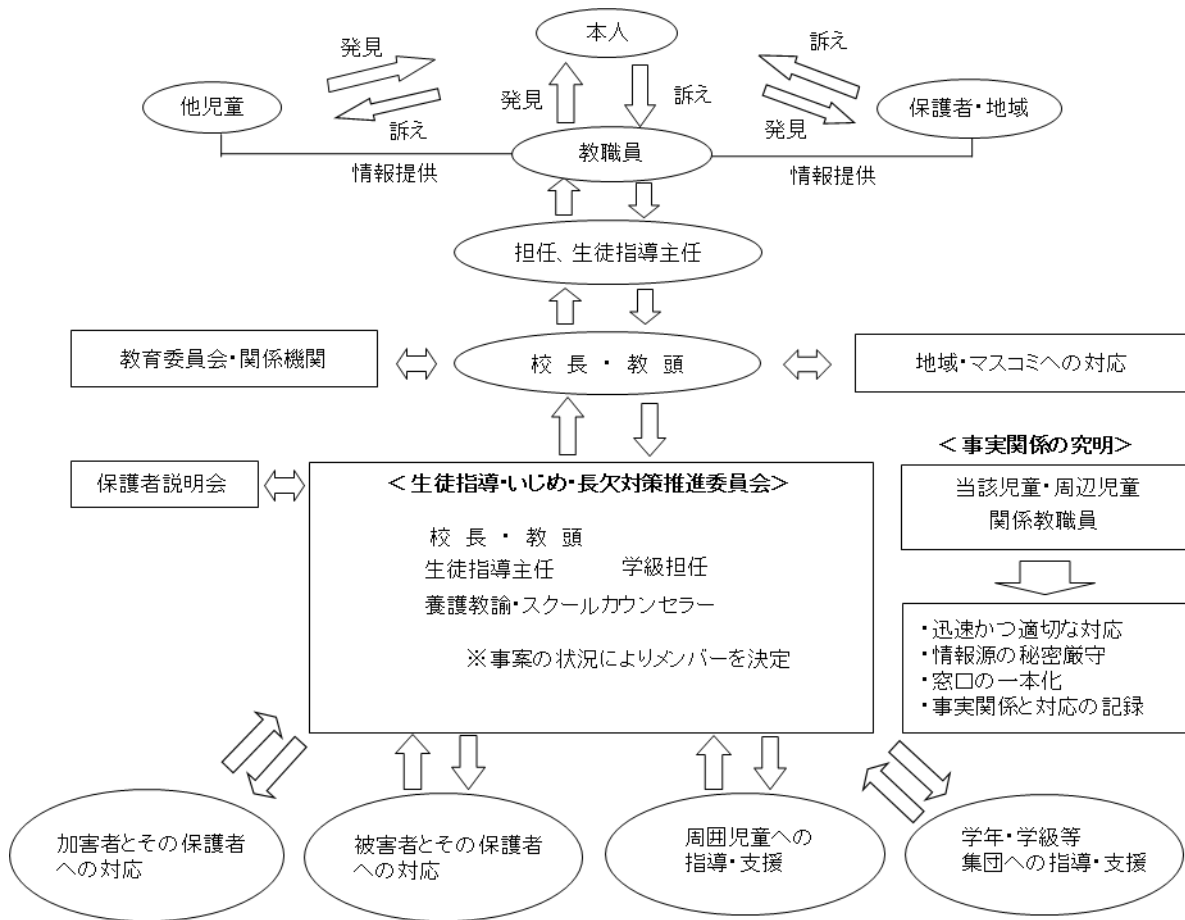 本人
発見
訴え
発見
訴え
訴え
発見
他児童
保護者・地域
教職員
情報提供
情報提供
担任、生徒指導主任
教育委員会・関係機関
校 長 ・ 教 頭
地域・マスコミへの対応
保護者説明会
＜生徒指導・いじめ・長欠対策推進委員会＞
校 長 ・ 教 頭
生徒指導主任 学級担任
養護教諭・スクールカウンセラー
※事案の状況によりメンバーを決定
＜事実関係の究明＞
当該児童・周辺児童
関係教職員
・迅速かつ適切な対応
・情報源の秘密厳守
・窓口の一本化
・事実関係と対応の記録
加害者とその保護者
への対応
被害者とその保護者
への対応
周囲児童への
指導・支援
学年・学級等
集団への指導・支援